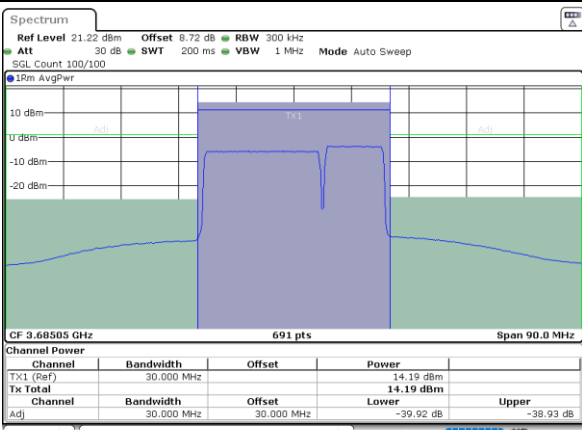 Spectrum
Ref Level 21.22 dBm Offset 8.72 dB RBW 300 kHz
Att 30 dB SWT 200 ms VBW 1 MHz Mode Auto Sweep
SGL Count 100/100
1Rm AvgPwr
TX1
10 dBm
Adj Adj
0 dBm
-10 dBm
-20 dBm
CF 3.68505 GHz 691 pts Span 90.0 MHz
Channel Power
Channel Bandwidth Offset Power
TX1 (Ref) 30.000 MHz 14.19 dBm
Tx Total 14.19 dBm
Channel Bandwidth Offset Lower Upper
Adj 30.000 MHz 30.000 MHz -39.92 dB -38.93 dB